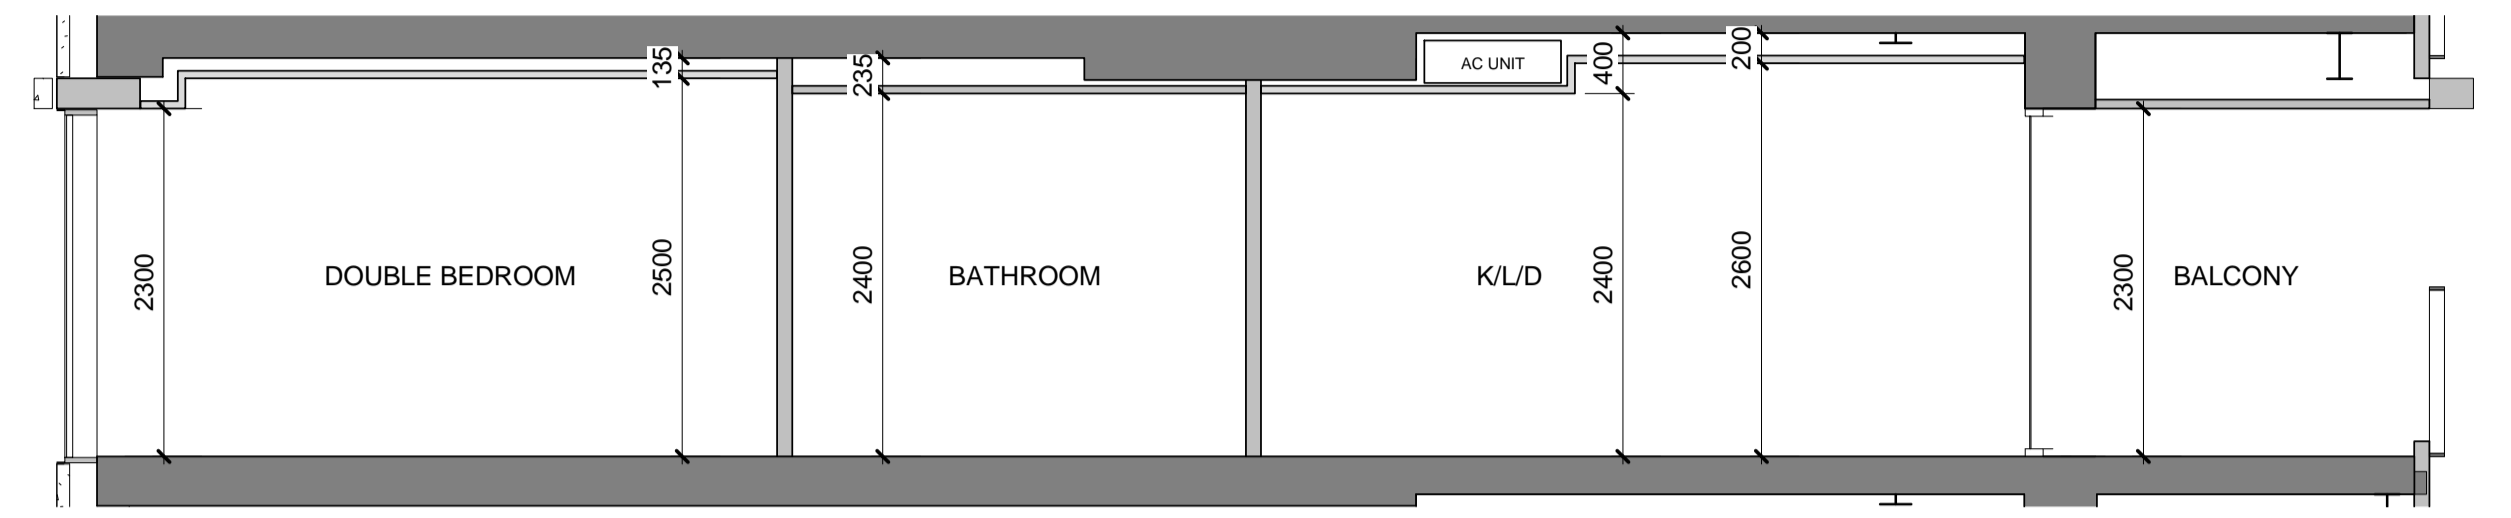 135
235
AC UNIT
400
200
2300
DOUBLE BEDROOM
2500
2400
BATHROOM
K/L/D
2400
2600
2300
BALCONY